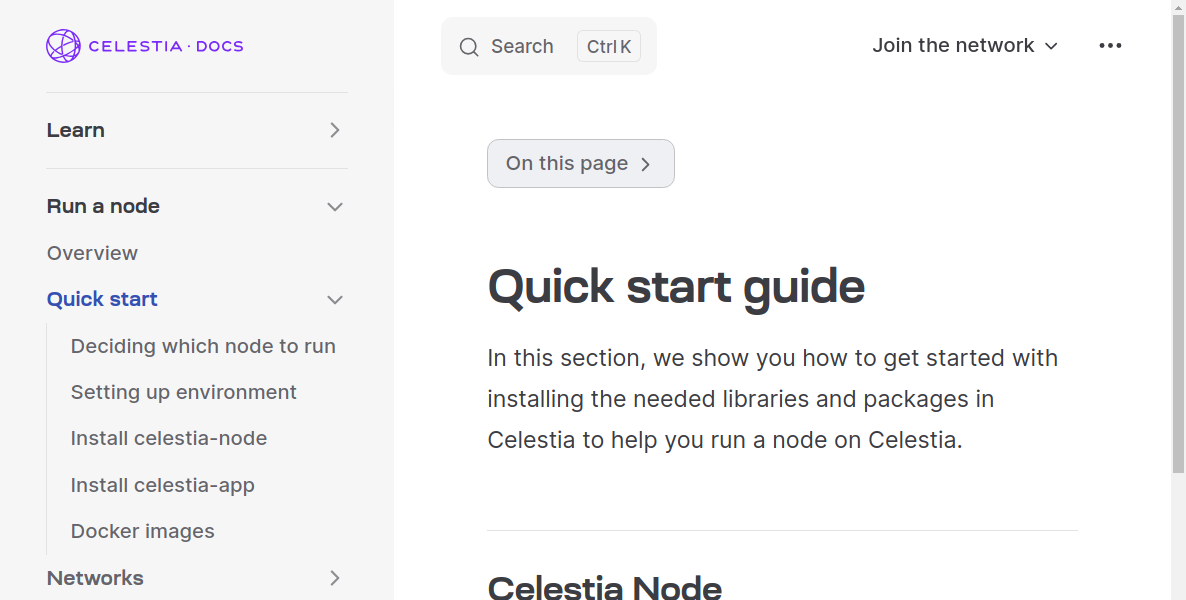 CELESTIA · DOCS
Search
Ctrl K
Join the network
Learn
Run a node
Overview
Quick start
Deciding which node to run
Setting up environment
Install celestia-node
Install celestia-app
Docker images
Networks
On this page
Quick start guide
In this section, we show you how to get started with
installing the needed libraries and packages in
Celestia to help you run a node on Celestia.
Celestia Node